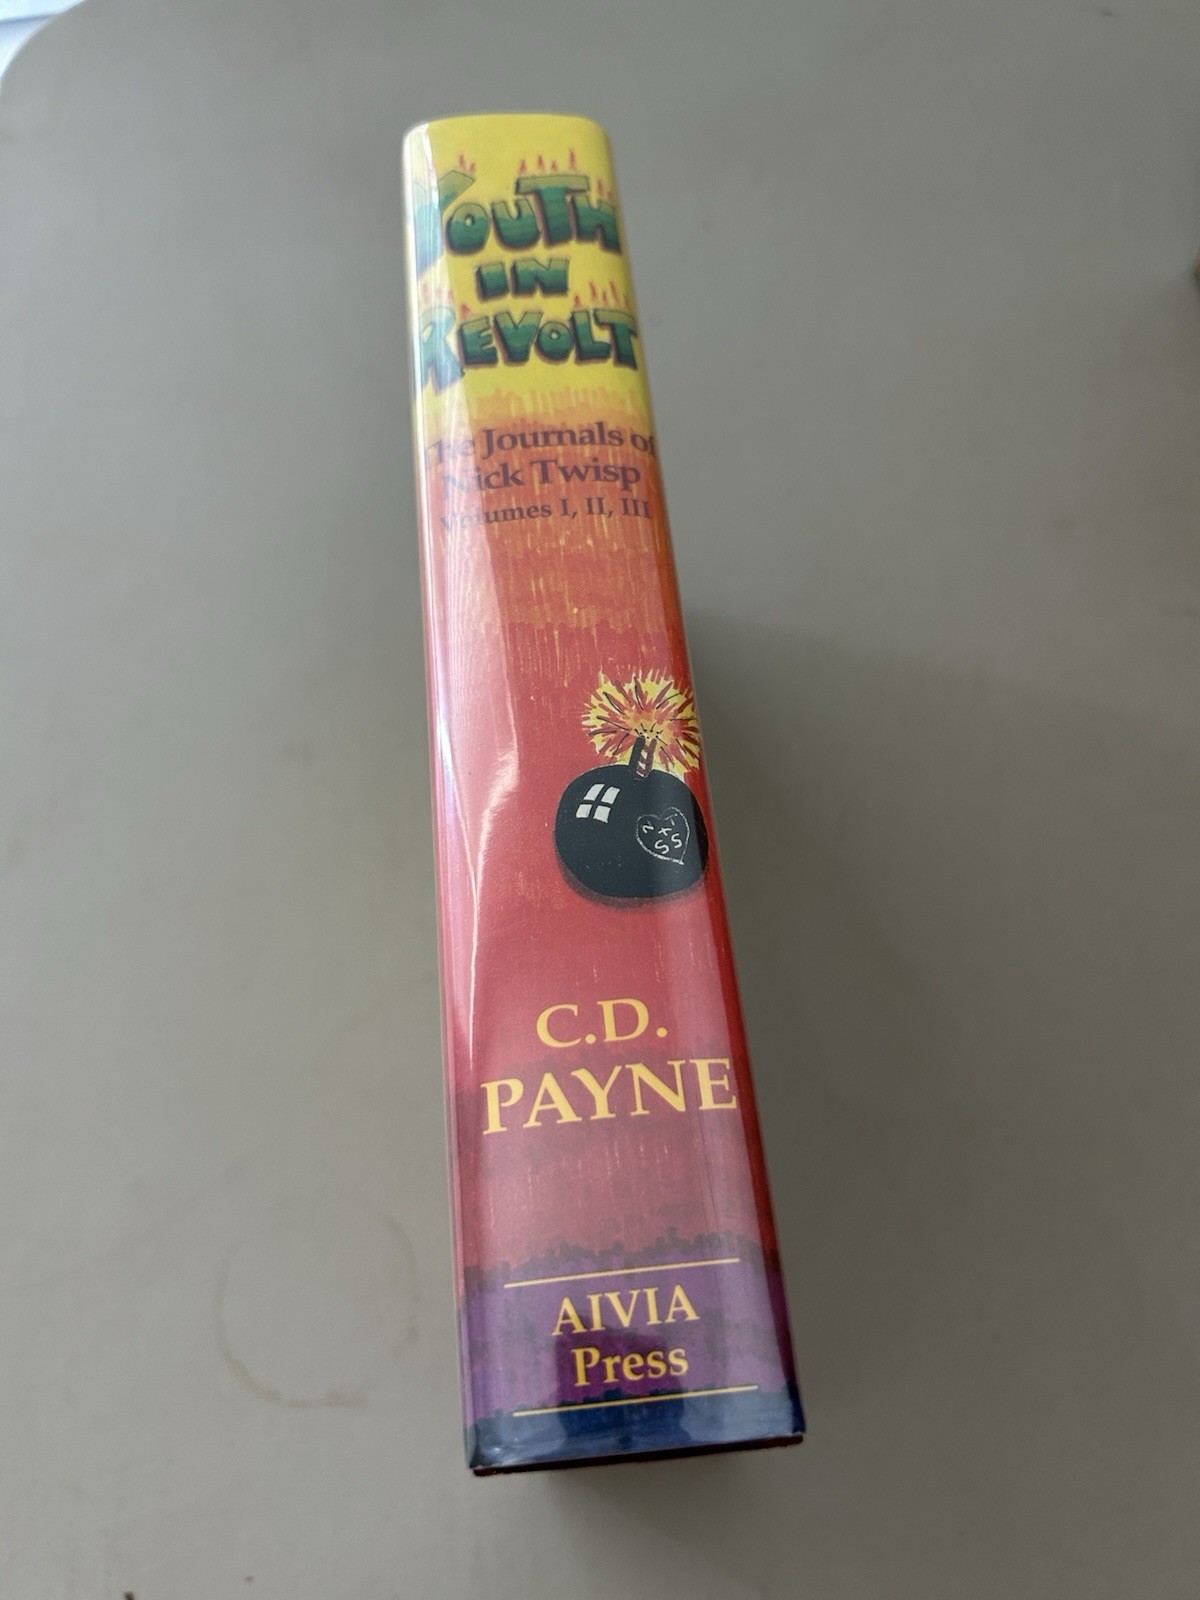 YOUTH
IN
REVOLT
The Journals of
Nick Twisp
Volumes I, II, III
C.D.
PAYNE
AIVIA
Press